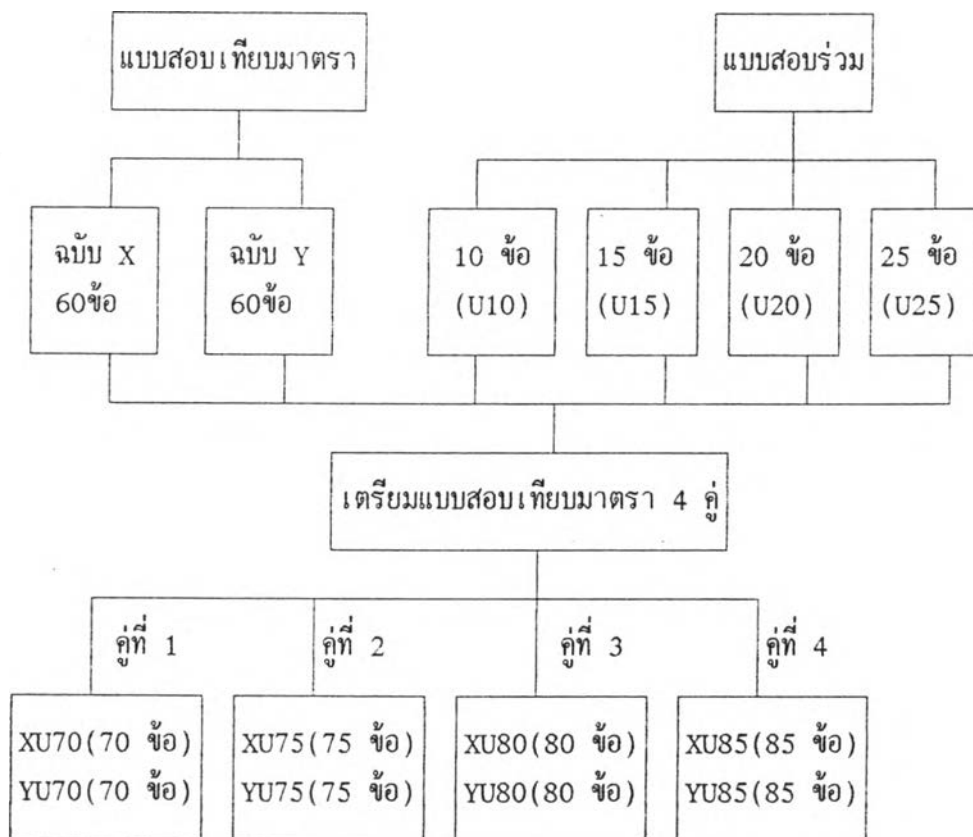 แบบสอบเทียบมาตรา
แบบสอบร่วม
ฉบับ X
60ข้อ
ฉบับ Y
60ข้อ
10 ข้อ
(U10)
15 ข้อ
(U15)
20 ข้อ
(U20)
25 ข้อ
(U25)
เตรียมแบบสอบเทียบมาตรา 4 คู่
คู่ที่ 1
คู่ที่ 2
คู่ที่ 3
คู่ที่ 4
XU70(70 ข้อ)
YU70(70 ข้อ)
XU75(75 ข้อ)
YU75(75 ข้อ)
XU80(80 ข้อ)
YU80(80 ข้อ)
XU85(85 ข้อ)
YU85(85 ข้อ)